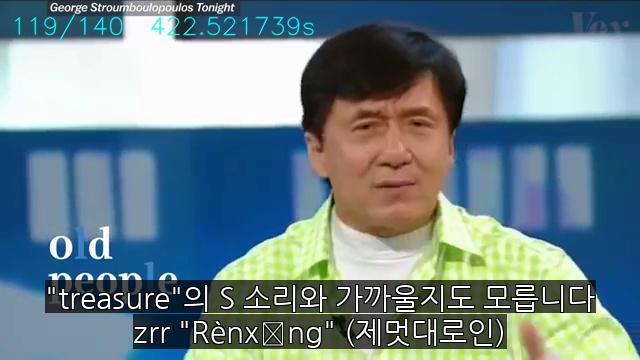 George Stroumboulopoulos Tonight
119/140 422.521739s
Vox
old
people
"treasure"의 S 소리와 가까울지도 모릅니다
zrr "Rènx▯ng" (제멋대로인)